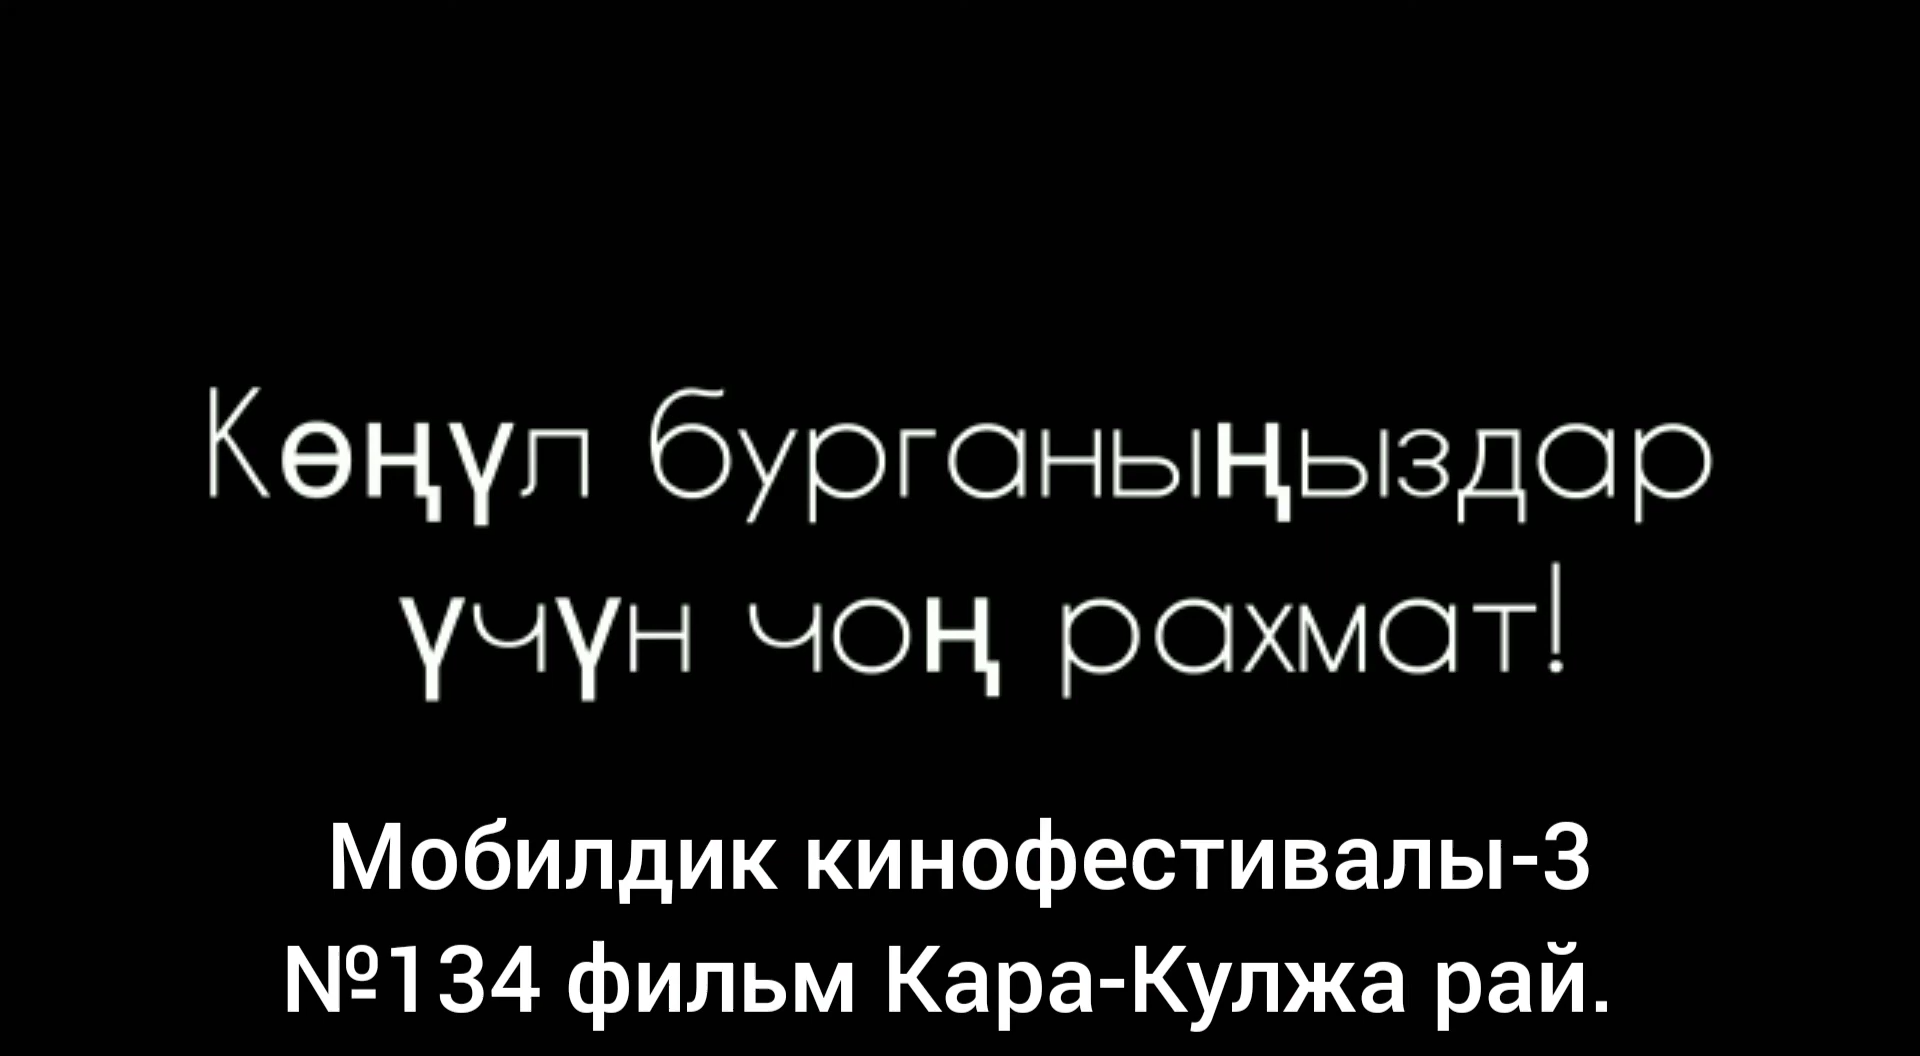 Көңүл бурганыңыздар
үчүн чоң рахмат!
Мобилдик кинофестивалы-3
№134 фильм Кара-Кулжа рай.